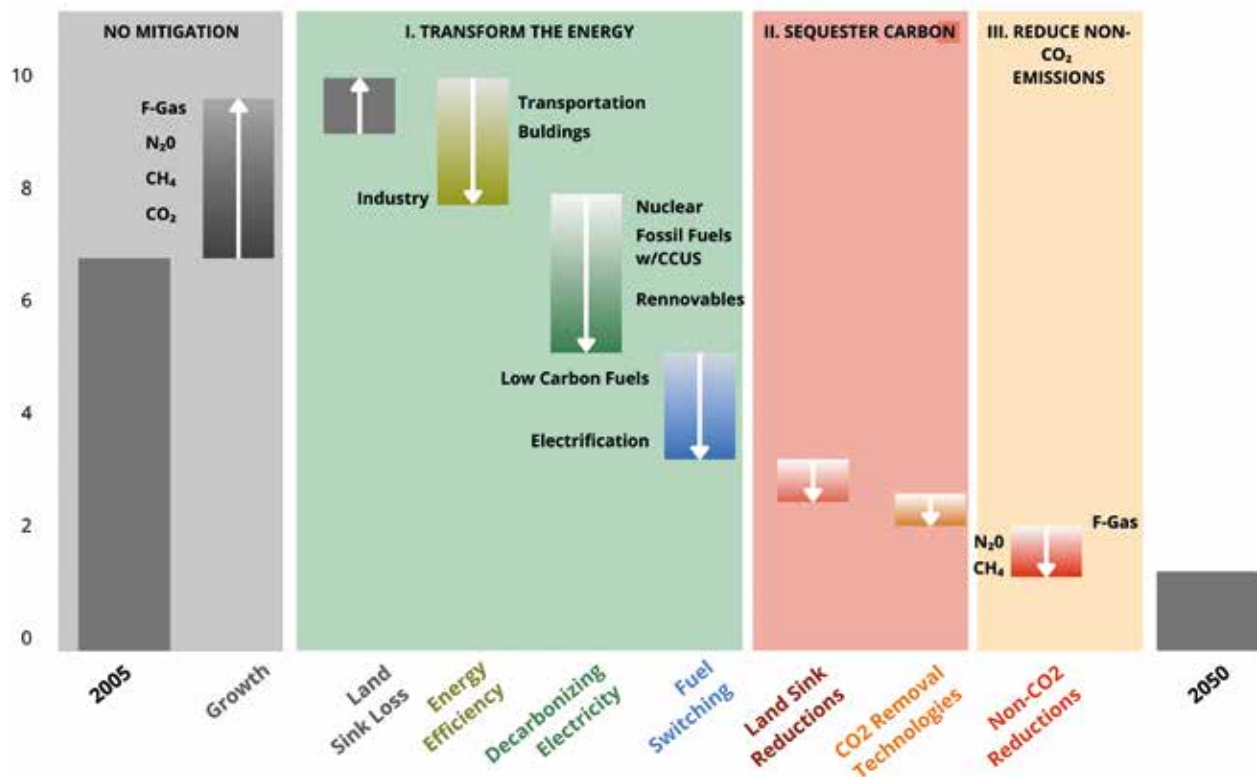 NO MITIGATION
I. TRANSFORM THE ENERGY
II. SEQUESTER CARBON
III. REDUCE NON-
CO₂
EMISSIONS
10
8
6
4
2
0
F-Gas
N₂0
CH₄
CO₂
Transportation
Buldings
Industry
Nuclear
Fossil Fuels
w/CCUS
Rennovables
Low Carbon Fuels
Electrification
F-Gas
N₂0
CH₄
2005
Growth
Land
Sink Loss
Energy
Efficiency
Decarbonizing
Electricity
Fuel
Switching
Land Sink
Reductions
CO2 Removal
Technologies
Non-CO2
Reductions
2050